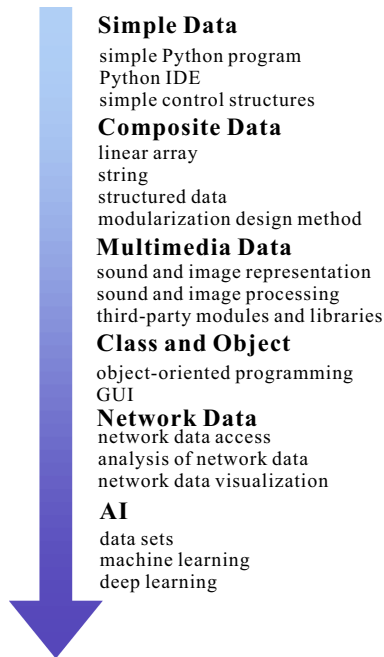 Simple Data
simple Python program
Python IDE
simple control structures
Composite Data
linear array
string
structured data
modularization design method
Multimedia Data
sound and image representation
sound and image processing
third-party modules and libraries
Class and Object
object-oriented programming
GUI
Network Data
network data access
analysis of network data
network data visualization
AI
data sets
machine learning
deep learning